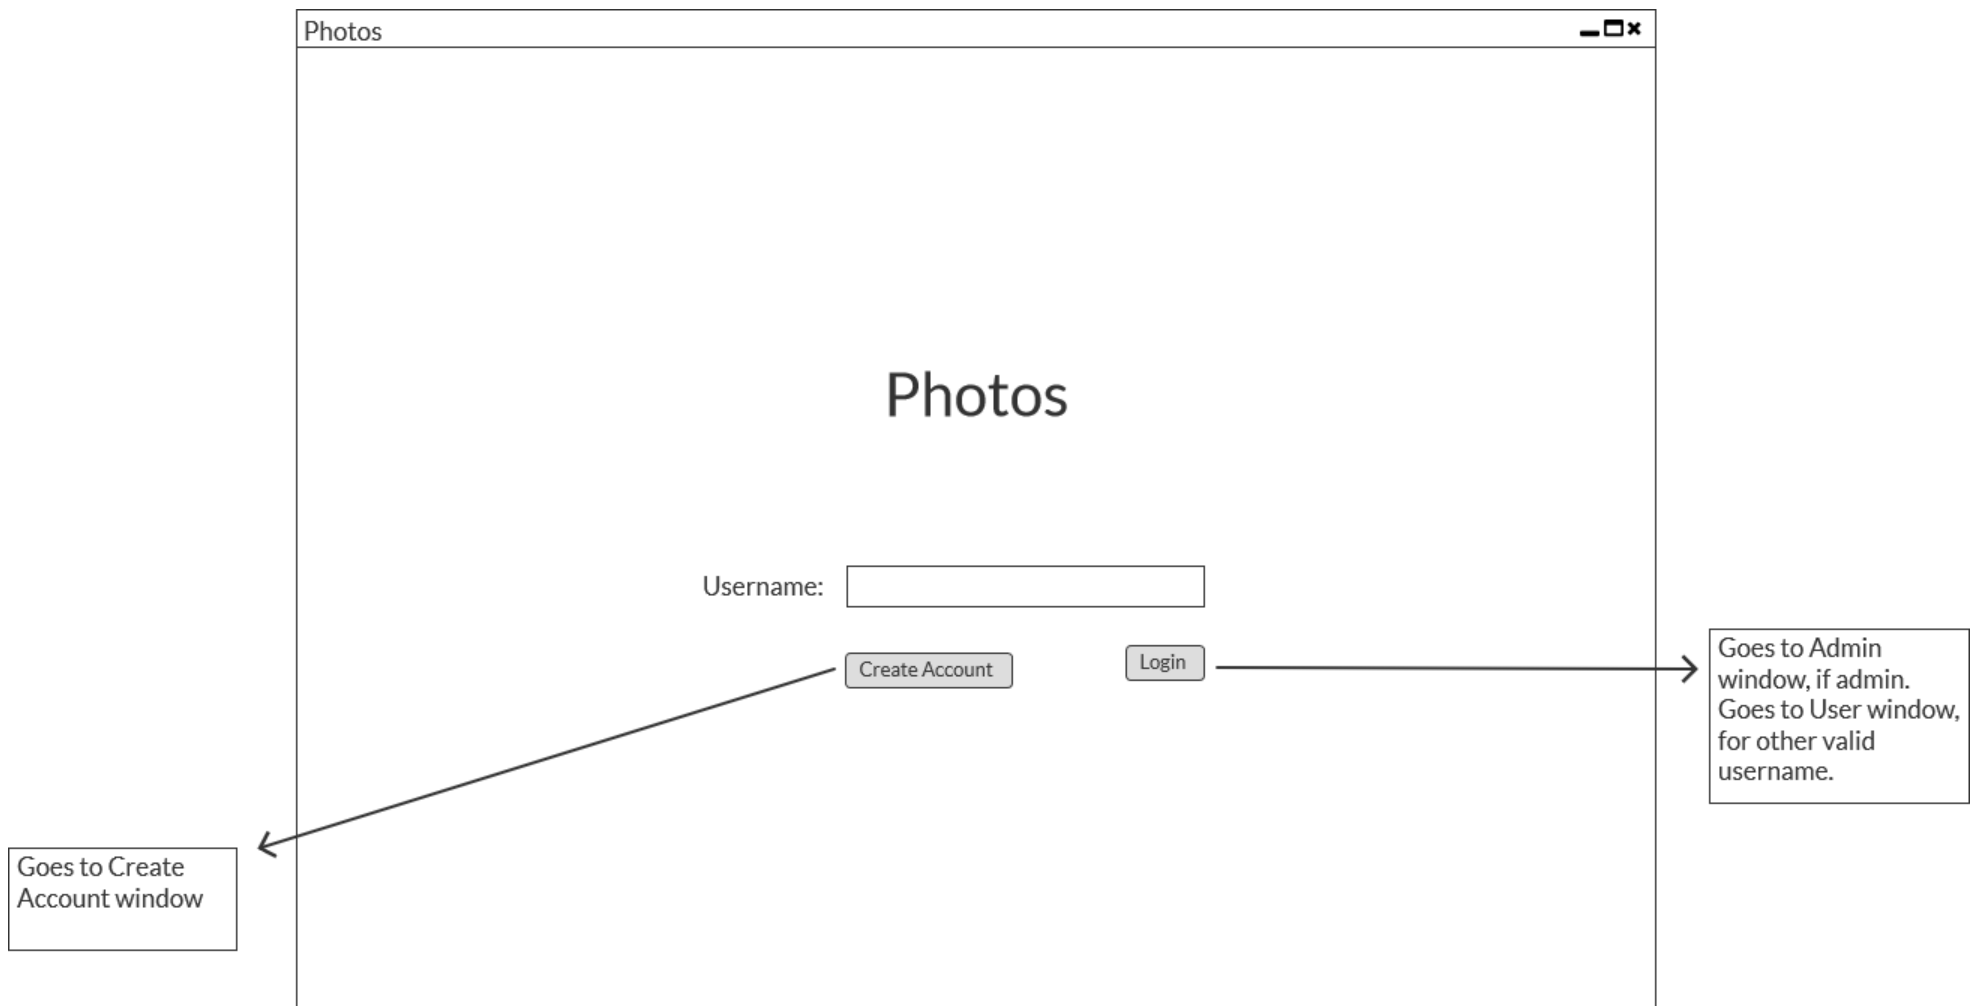 Photos
Photos
Username:
Create Account
Login
Goes to Admin
window, if admin.
Goes to User window,
for other valid
username.
Goes to Create
Account window